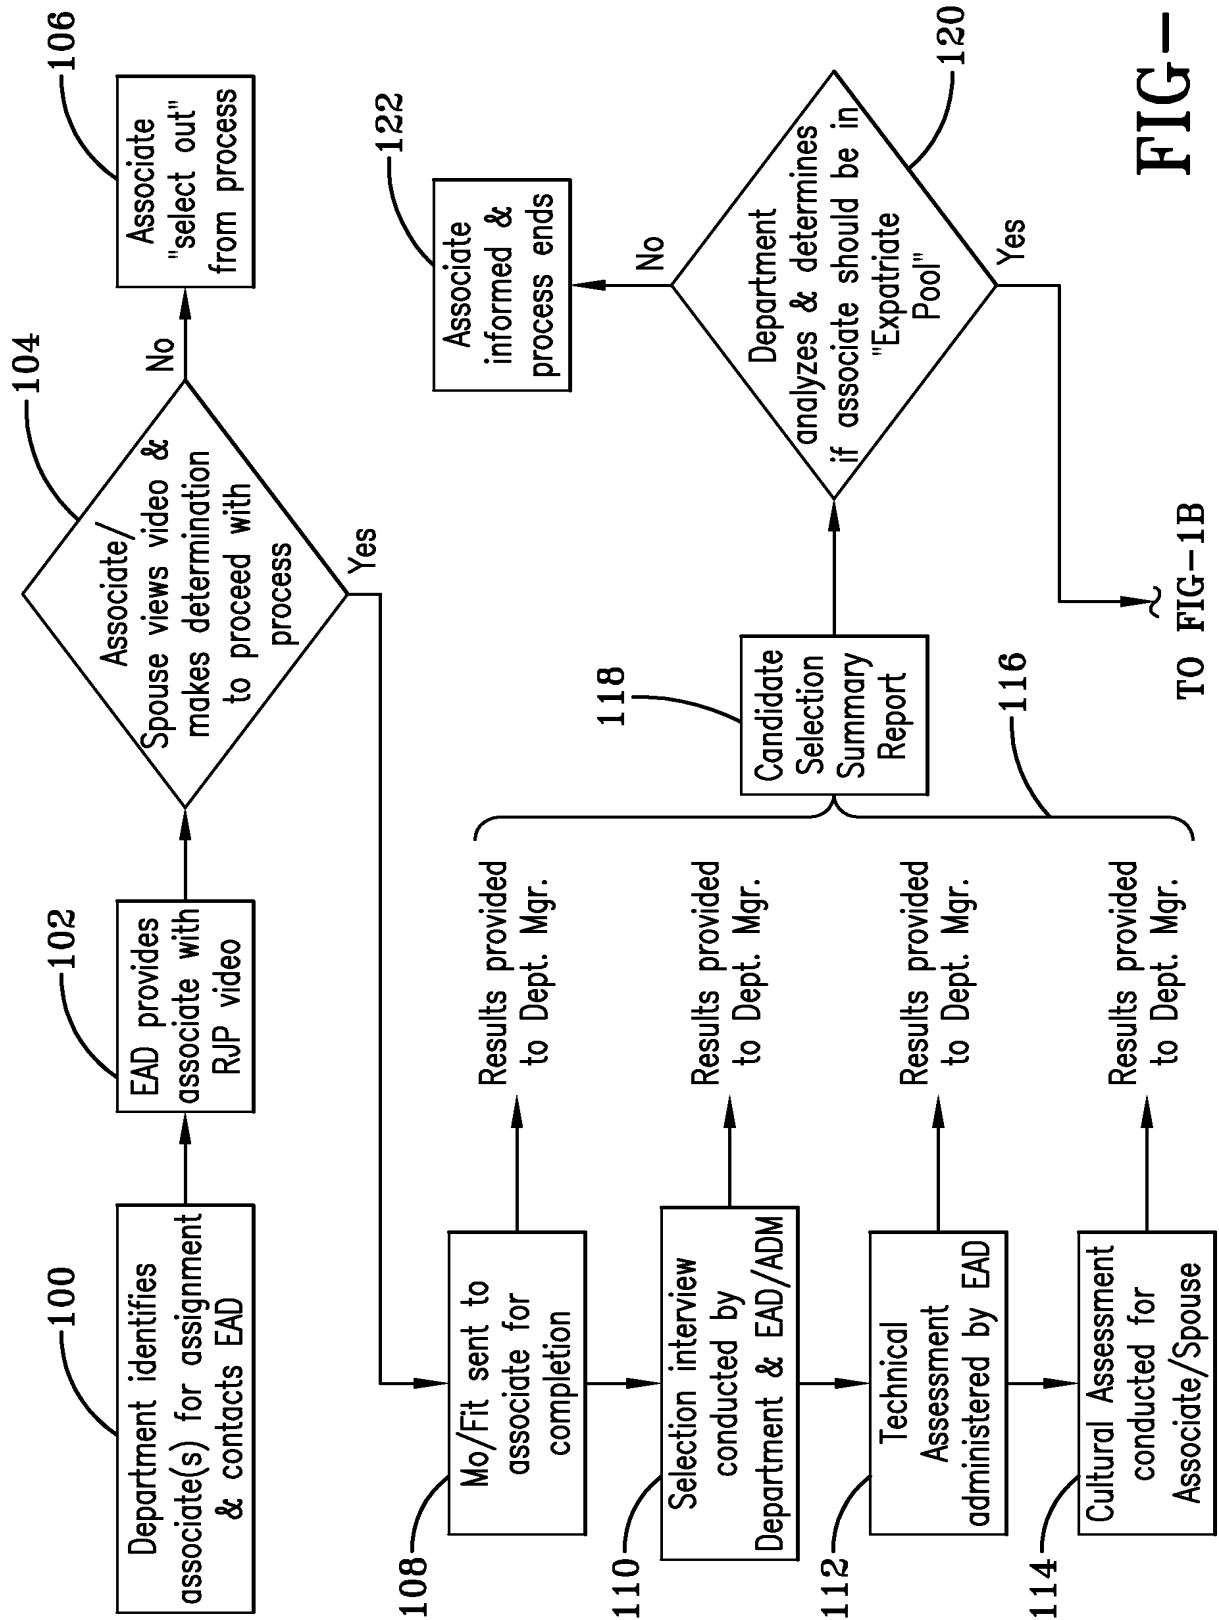 100
Department identifies
associate(s) for assignment
& contacts EAD
102
EAD provides
associate with
RJP video
104
Associate/
Spouse views video &
makes determination
to proceed with
process
No
Yes
106
Associate
"select out"
from process
108
Mo/Fit sent to
associate for
completion
Results provided
to Dept. Mgr.
110
Selection interview
conducted by
Department & EAD/ADM
Results provided
to Dept. Mgr.
112
Technical
Assessment
administered by EAD
Results provided
to Dept. Mgr.
114
Cultural Assessment
conducted for
Associate/Spouse
Results provided
to Dept. Mgr.
116
118
Candidate
Selection
Summary
Report
120
Department
analyzes & determines
if associate should be in
"Expatriate
Pool"
No
Yes
122
Associate
informed &
process ends
TO FIG-1B
FIG-